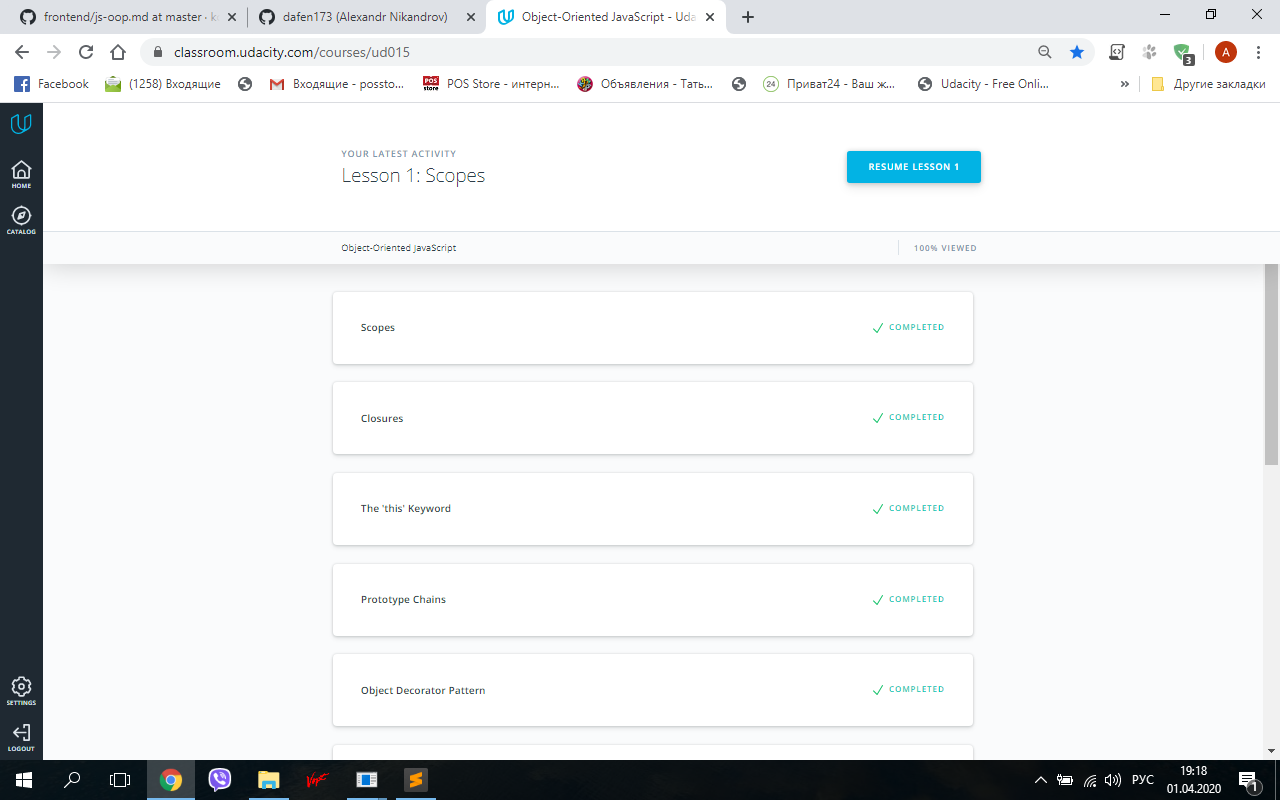 frontend/js-oop.md at master · k
dafen173 (Alexandr Nikandrov)
Object-Oriented JavaScript - Uda
classroom.udacity.com/courses/ud015
3
A
Facebook
(1258) Входящие
Входящие - possto...
POS store
POS Store - интерн...
Объявления - Тать...
24
Приват24 - Ваш ж...
Udacity - Free Onli...
»
Другие закладки
HOME
CATALOG
YOUR LATEST ACTIVITY
Lesson 1: Scopes
RESUME LESSON 1
Object-Oriented JavaScript
100% VIEWED
Scopes
COMPLETED
Closures
COMPLETED
The 'this' Keyword
COMPLETED
Prototype Chains
COMPLETED
Object Decorator Pattern
COMPLETED
SETTINGS
LOGOUT
РУС
19:18
01.04.2020
1